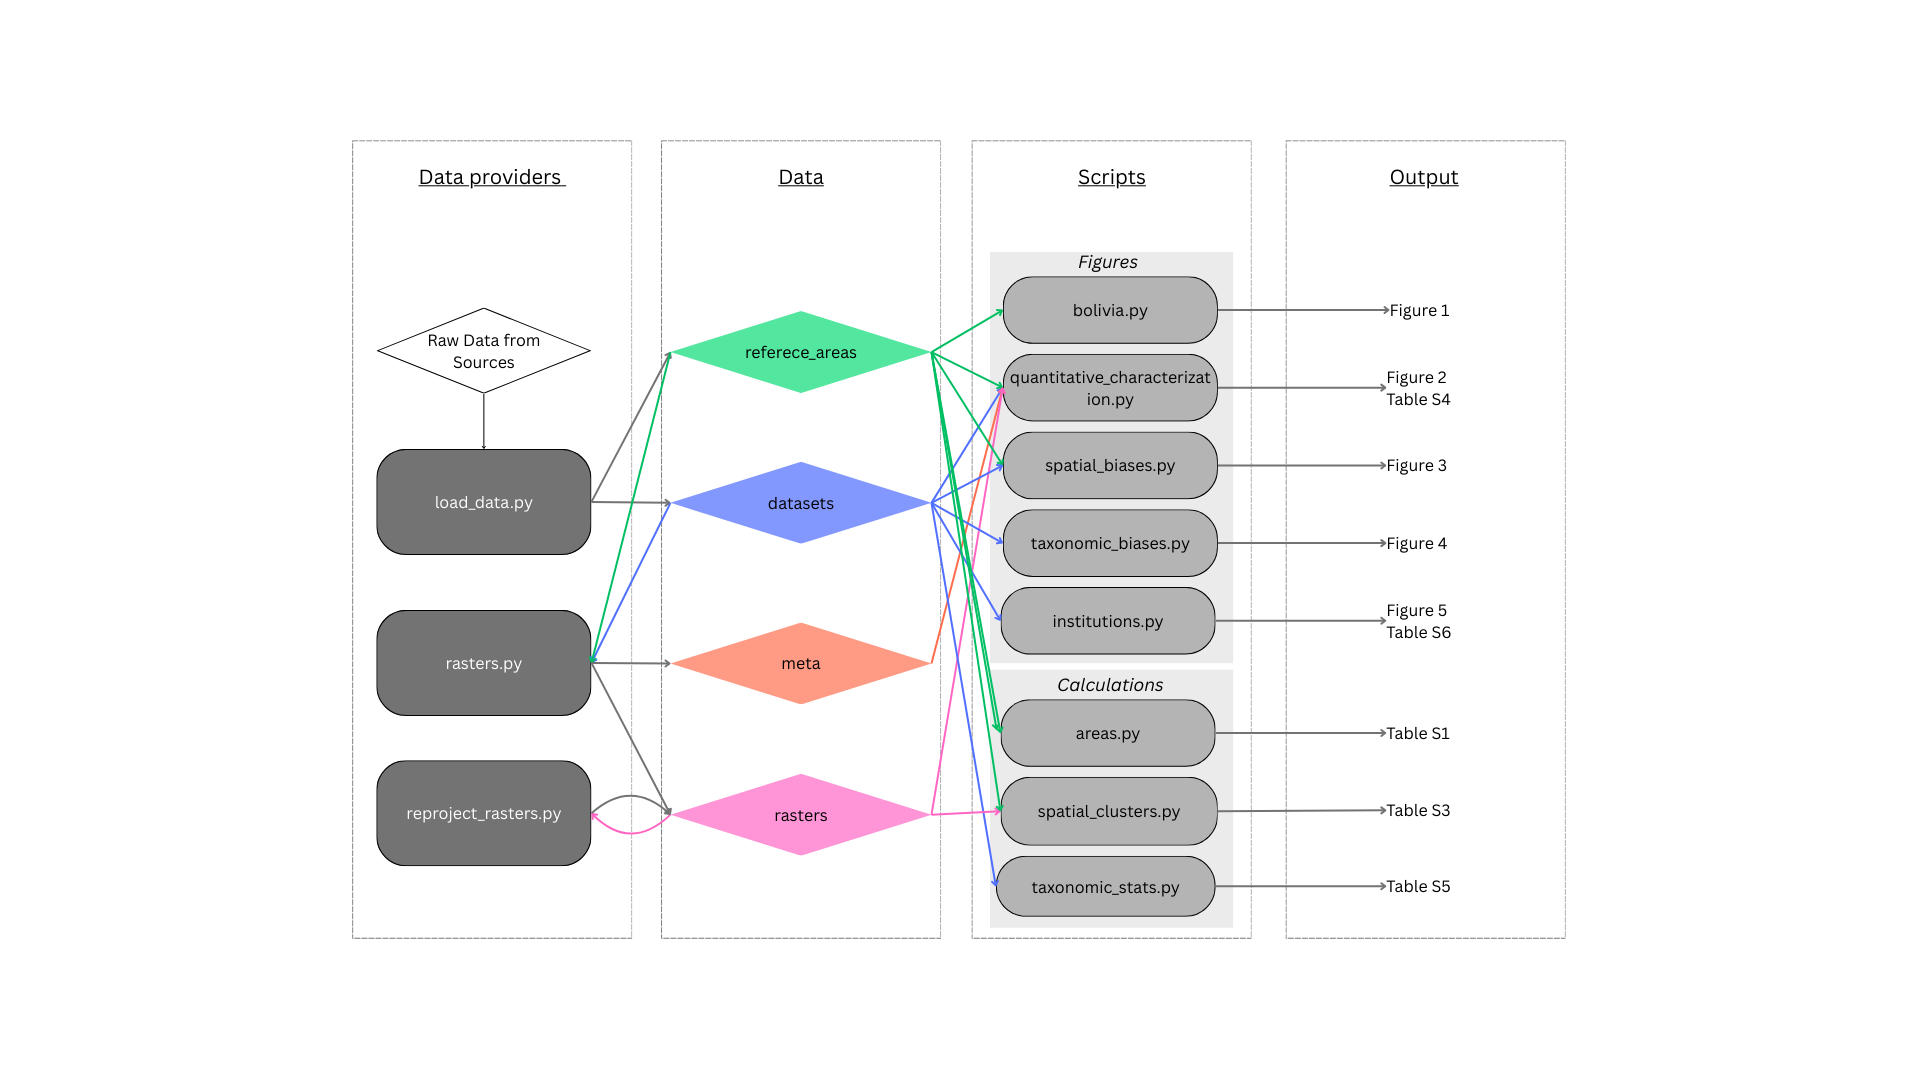 Data providers
Raw Data from
Sources
load_data.py
rasters.py
reproject_rasters.py
Data
referece_areas
datasets
meta
rasters
Scripts
Figures
bolivia.py
quantitative_characterizat
ion.py
spatial_biases.py
taxonomic_biases.py
institutions.py
Calculations
areas.py
spatial_clusters.py
taxonomic_stats.py
Output
Figure 1
Figure 2
Table S4
Figure 3
Figure 4
Figure 5
Table S6
Table S1
Table S3
Table S5